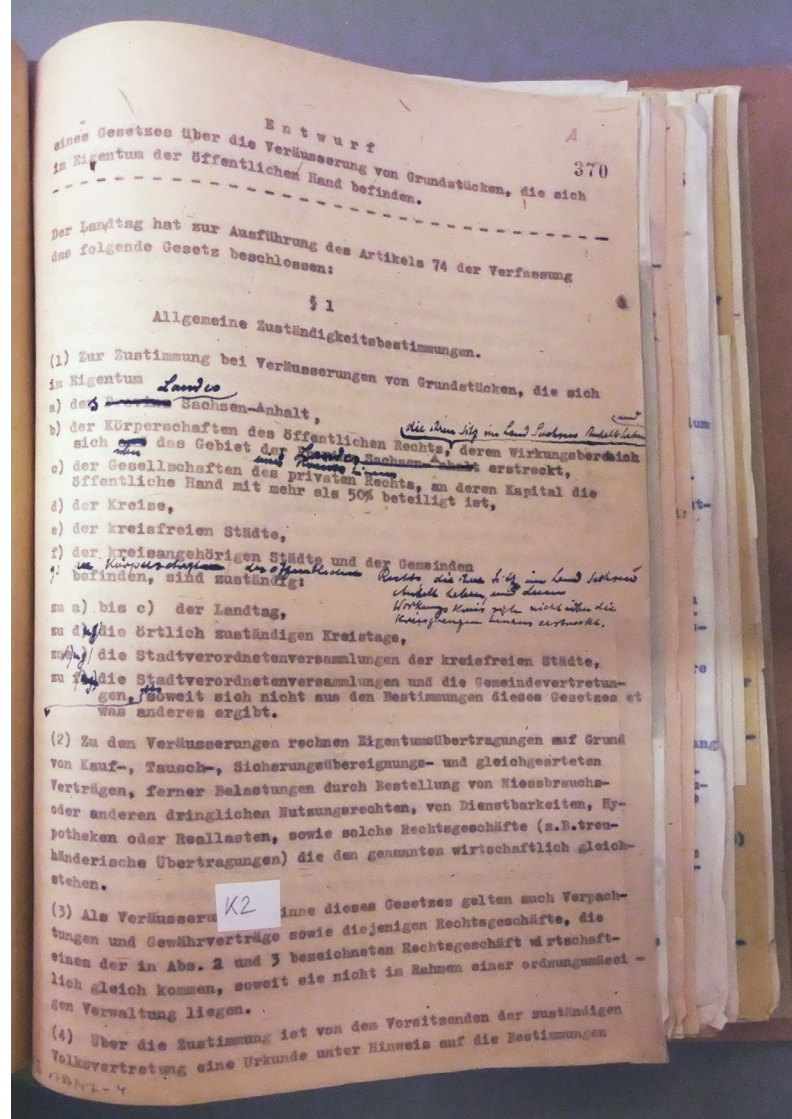 A
370
Entwurf
eines Gesetzes über die Veräusserung von Grundstücken, die sich
im Eigentum der öffentlichen Hand befinden.
Der Landtag hat zur Ausführung des Artikels 74 der Verfassung
das folgende Gesetz beschlossen:
§ 1
Allgemeine Zuständigkeitsbestimmungen.
(1) Zur Zustimmung bei Veräusserungen von Grundstücken, die sich
im Eigentum
Landes
a) des Provinz Sachsen-Anhalt,
und
die ihren Sitz im Land Sachsen Anhalt haben
b) der Körperschaften des öffentlichen Rechts, deren Wirkungsbereich
sich das Gebiet der Landes Sachsen-Anhalt erstreckt,
c) der Gesellschaften des privaten Rechts, an deren Kapital die
öffentliche Hand mit mehr als 50% beteiligt ist,
d) der Kreise,
e) der kreisfreien Städte,
f) der kreisangehörigen Städte und der Gemeinden
g) der Körperschaften des öffentlichen Rechts, die ihren Sitz im Land Sachsen
Anhalt haben, und deren
Wirkungskreis sich nicht über die
Kreisgrenzen hinaus erstreckt.
befinden, sind zuständig:
zu a) bis c) der Landtag,
zu d) die örtlich zuständigen Kreistage,
zu die Stadtverordnetenversammlungen der kreisfreien Städte,
zu die Stadtverordnetenversammlungen und die Gemeindevertretun-
gen, soweit sich nicht aus den Bestimmungen dieses Gesetzes et
was anderes ergibt.
(2) Zu den Veräusserungen rechnen Eigentumsübertragungen auf Grund
von Kauf-, Tausch-, Sicherungsübereignungs- und gleichgearteten
Verträgen, ferner Belastungen durch Bestellung von Niessbrauchs-
oder anderen dringlichen Nutzungsrechten, von Dienstbarkeiten, Hy-
potheken oder Reallasten, sowie solche Rechtsgeschäfte (z.B.treu-
händerische Übertragungen) die den genannten wirtschaftlich gleich-
stehen.
K2
(3) Als Veräusseru inne dieses Gesetzes gelten auch Verpach-
tungen und Gewährverträge sowie diejenigen Rechtsgeschäfte, die
einem der in Abs. 2 und 3 bezeichneten Rechtsgeschäft wirtschaft-
lich gleich kommen, soweit sie nicht im Rahmen einer ordnungsmässi-
gen Verwaltung liegen.
(4) Über die Zustimmung ist von dem Vorsitzenden der zuständigen
Volksvertretung eine Urkunde unter Hinweis auf die Bestimmungen